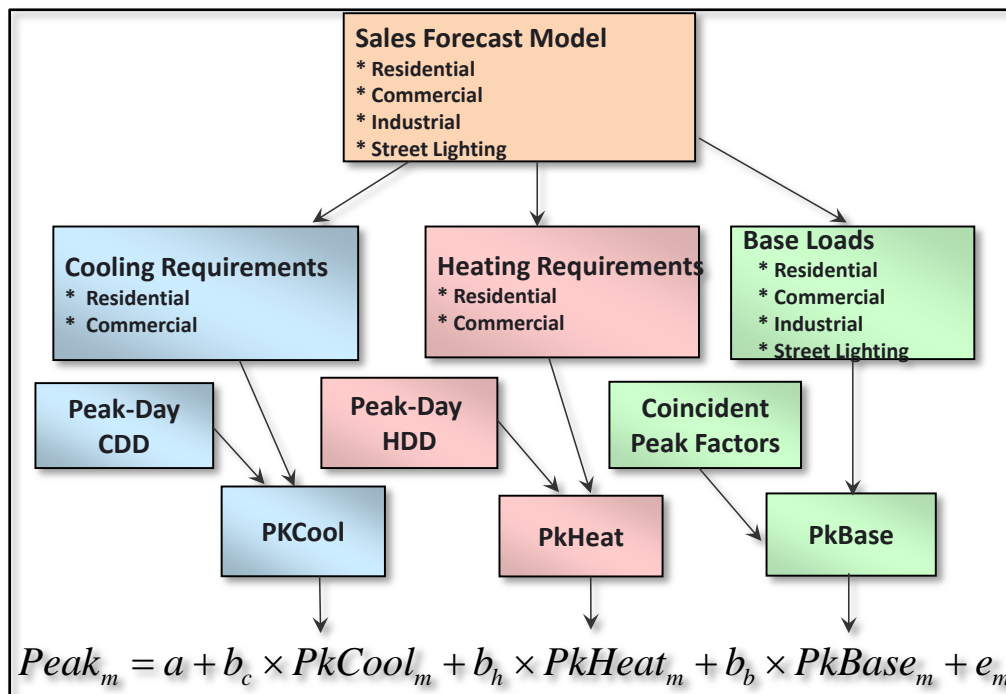 Sales Forecast Model
* Residential
* Commercial
* Industrial
* Street Lighting
Cooling Requirements
* Residential
* Commercial
Heating Requirements
* Residential
* Commercial
Base Loads
* Residential
* Commercial
* Industrial
* Street Lighting
Peak-Day
CDD
Peak-Day
HDD
Coincident
Peak Factors
PKCool
PkHeat
PkBase
Peak_m = a + b_c × PkCool_m + b_h × PkHeat_m + b_b × PkBase_m + e_m